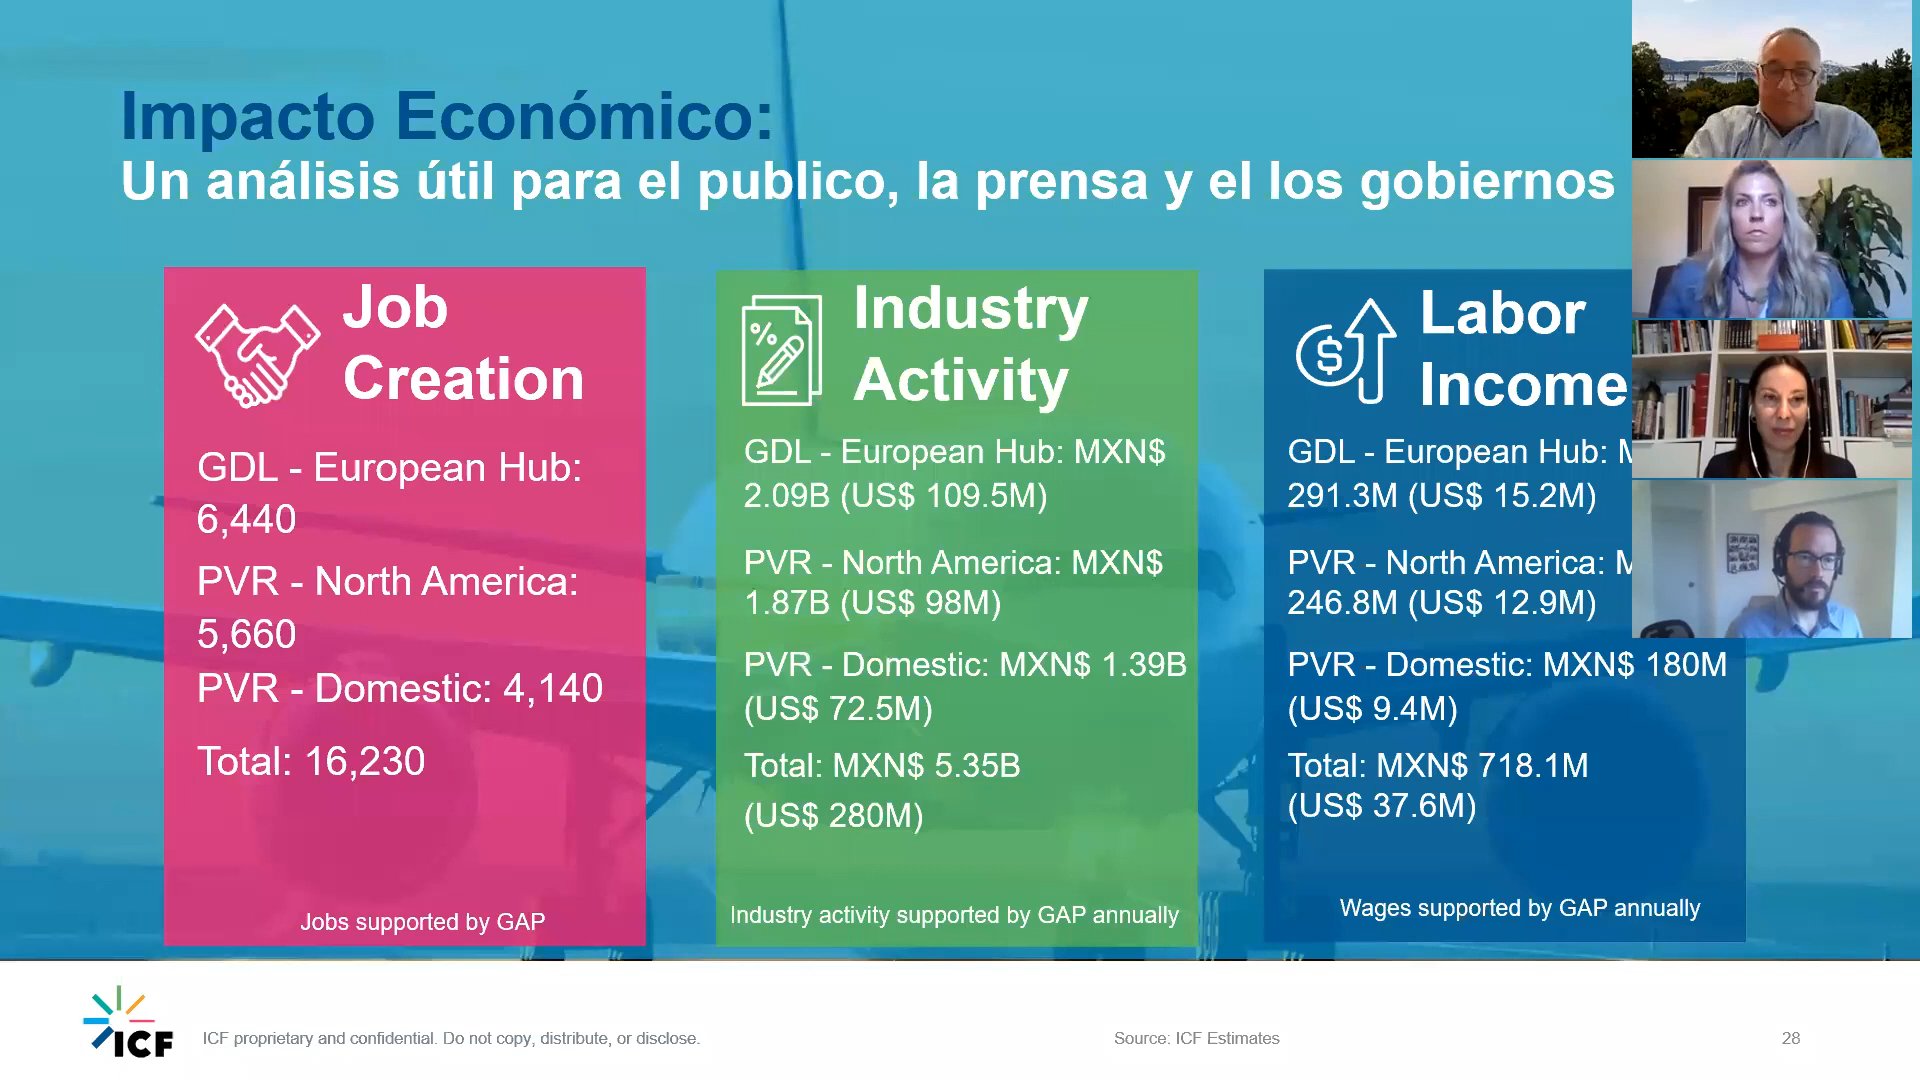 Impacto Económico:
Un análisis útil para el publico, la prensa y el los gobiernos
Job
Creation
GDL - European Hub:
6,440
PVR - North America:
5,660
PVR - Domestic: 4,140
Total: 16,230
Jobs supported by GAP
%
Industry
Activity
GDL - European Hub: MXN$
2.09B (US$ 109.5M)
PVR - North America: MXN$
1.87B (US$ 98M)
PVR - Domestic: MXN$ 1.39B
(US$ 72.5M)
Total: MXN$ 5.35B
(US$ 280M)
Industry activity supported by GAP annually
$
Labor
Income
GDL - European Hub:
291.3M (US$ 15.2M)
PVR - North America:
246.8M (US$ 12.9M)
PVR - Domestic: MXN$ 180M
(US$ 9.4M)
Total: MXN$ 718.1M
(US$ 37.6M)
Wages supported by GAP annually
ICF
ICF proprietary and confidential. Do not copy, distribute, or disclose.
Source: ICF Estimates
28